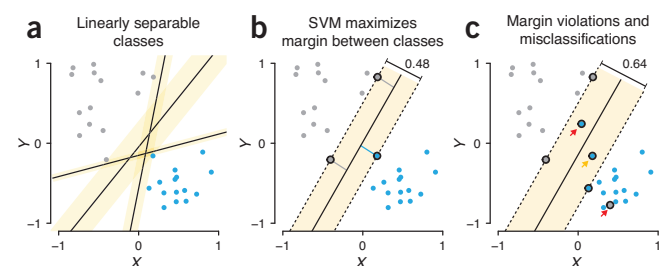 a
Linearly separable
classes
1
0
−1
Y
−1
0
1
X
b
SVM maximizes
margin between classes
0.48
1
0
−1
Y
−1
0
1
X
c
Margin violations and
misclassifications
0.64
1
0
−1
Y
−1
0
1
X